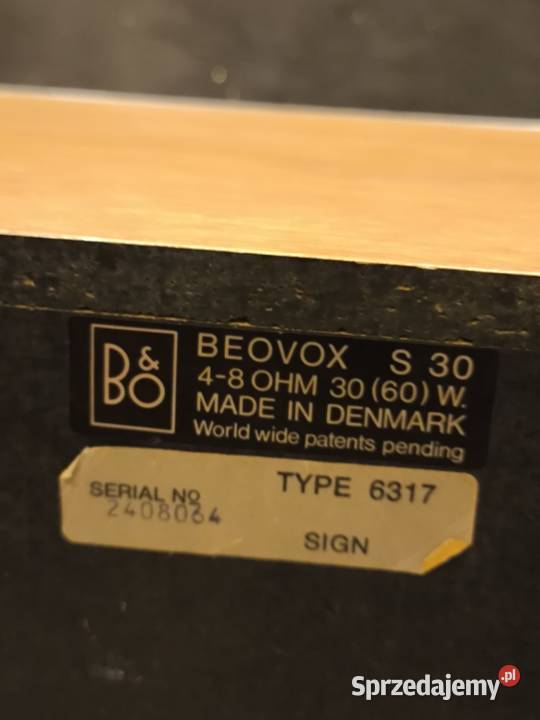 B&O
BEOVOX S 30
4-8 OHM 30 (60) W.
MADE IN DENMARK
World wide patents pending
SERIAL NO TYPE 6317
2408064
SIGN
Sprzedajemy.pl